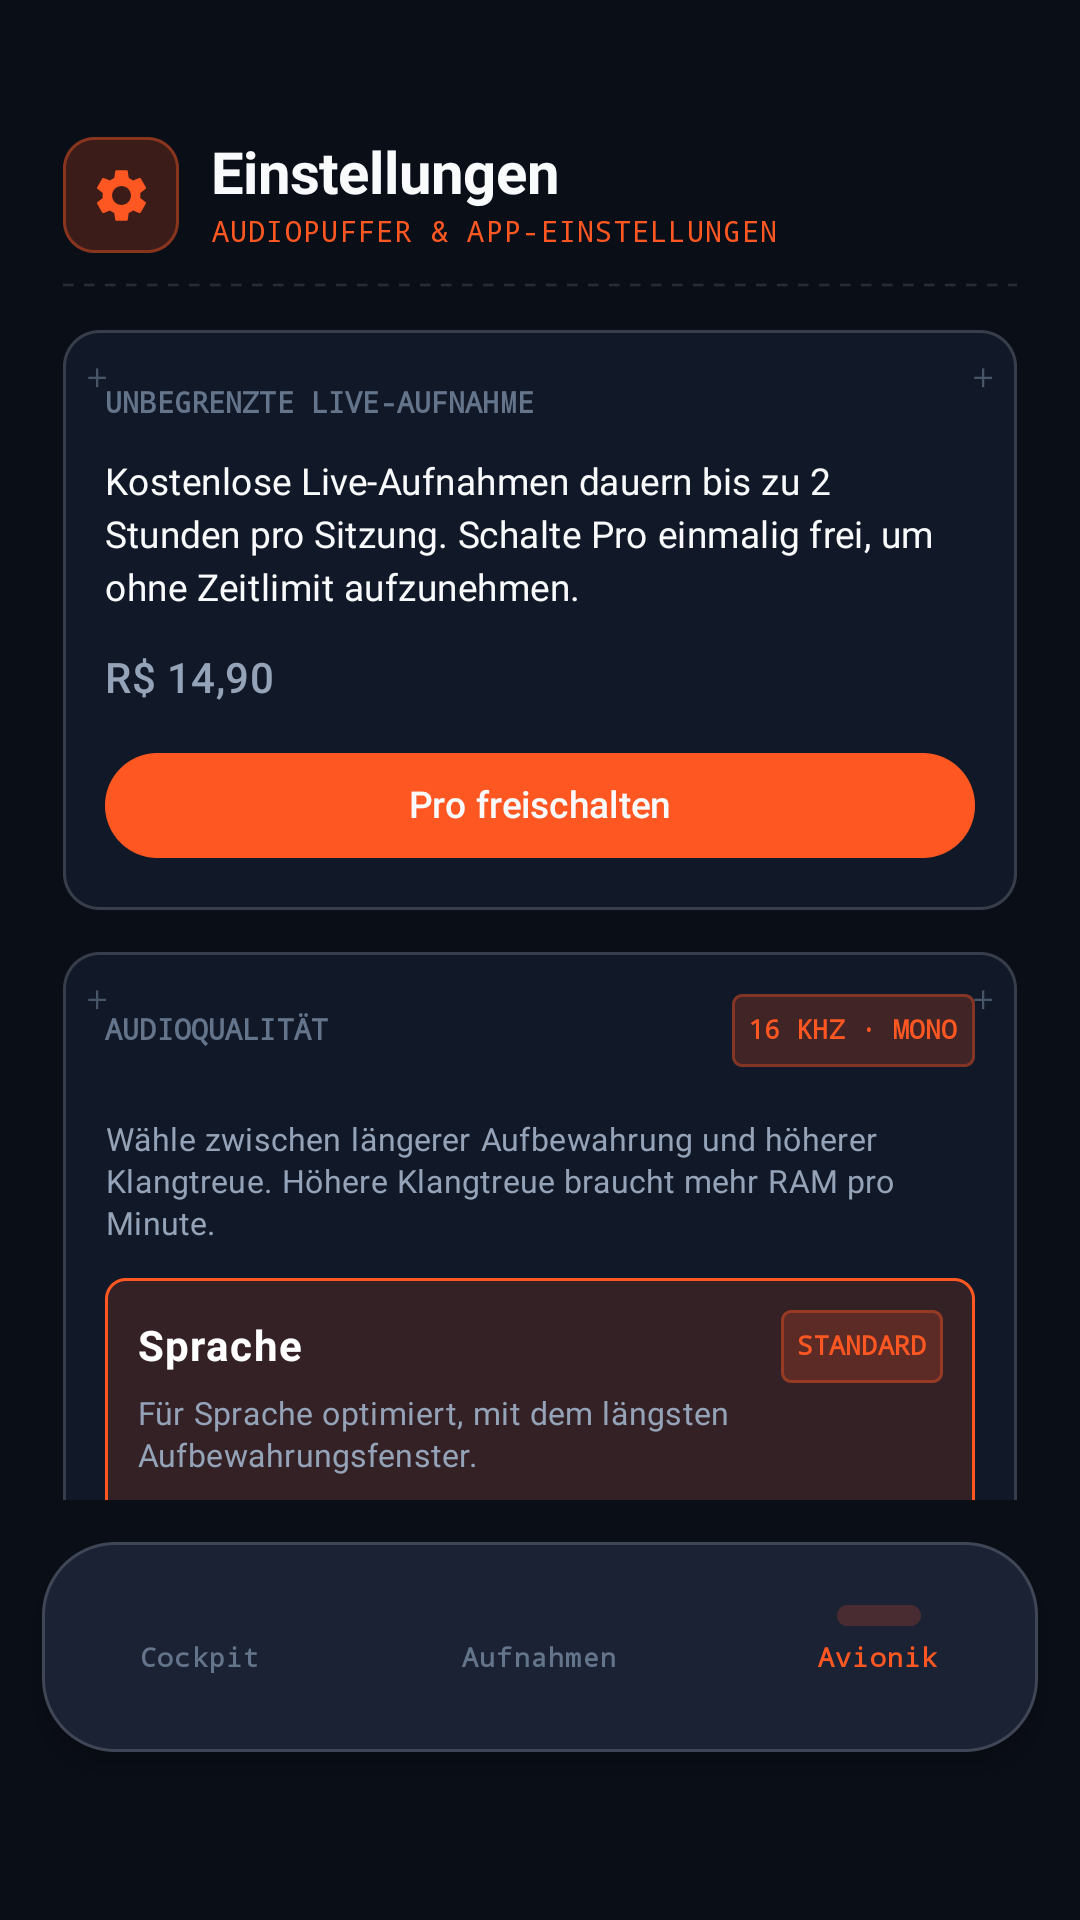 Einstellungen
AUDIOPUFFER & APP-EINSTELLUNGEN
UNBEGRENZTE LIVE-AUFNAHME
Kostenlose Live-Aufnahmen dauern bis zu 2
Stunden pro Sitzung. Schalte Pro einmalig frei, um
ohne Zeitlimit aufzunehmen.
R$ 14,90
Pro freischalten
AUDIOQUALITÄT
16 KHZ · MONO
Wähle zwischen längerer Aufbewahrung und höherer
Klangtreue. Höhere Klangtreue braucht mehr RAM pro
Minute.
Sprache
STANDARD
Für Sprache optimiert, mit dem längsten
Aufbewahrungsfenster.
Cockpit
Aufnahmen
Avionik